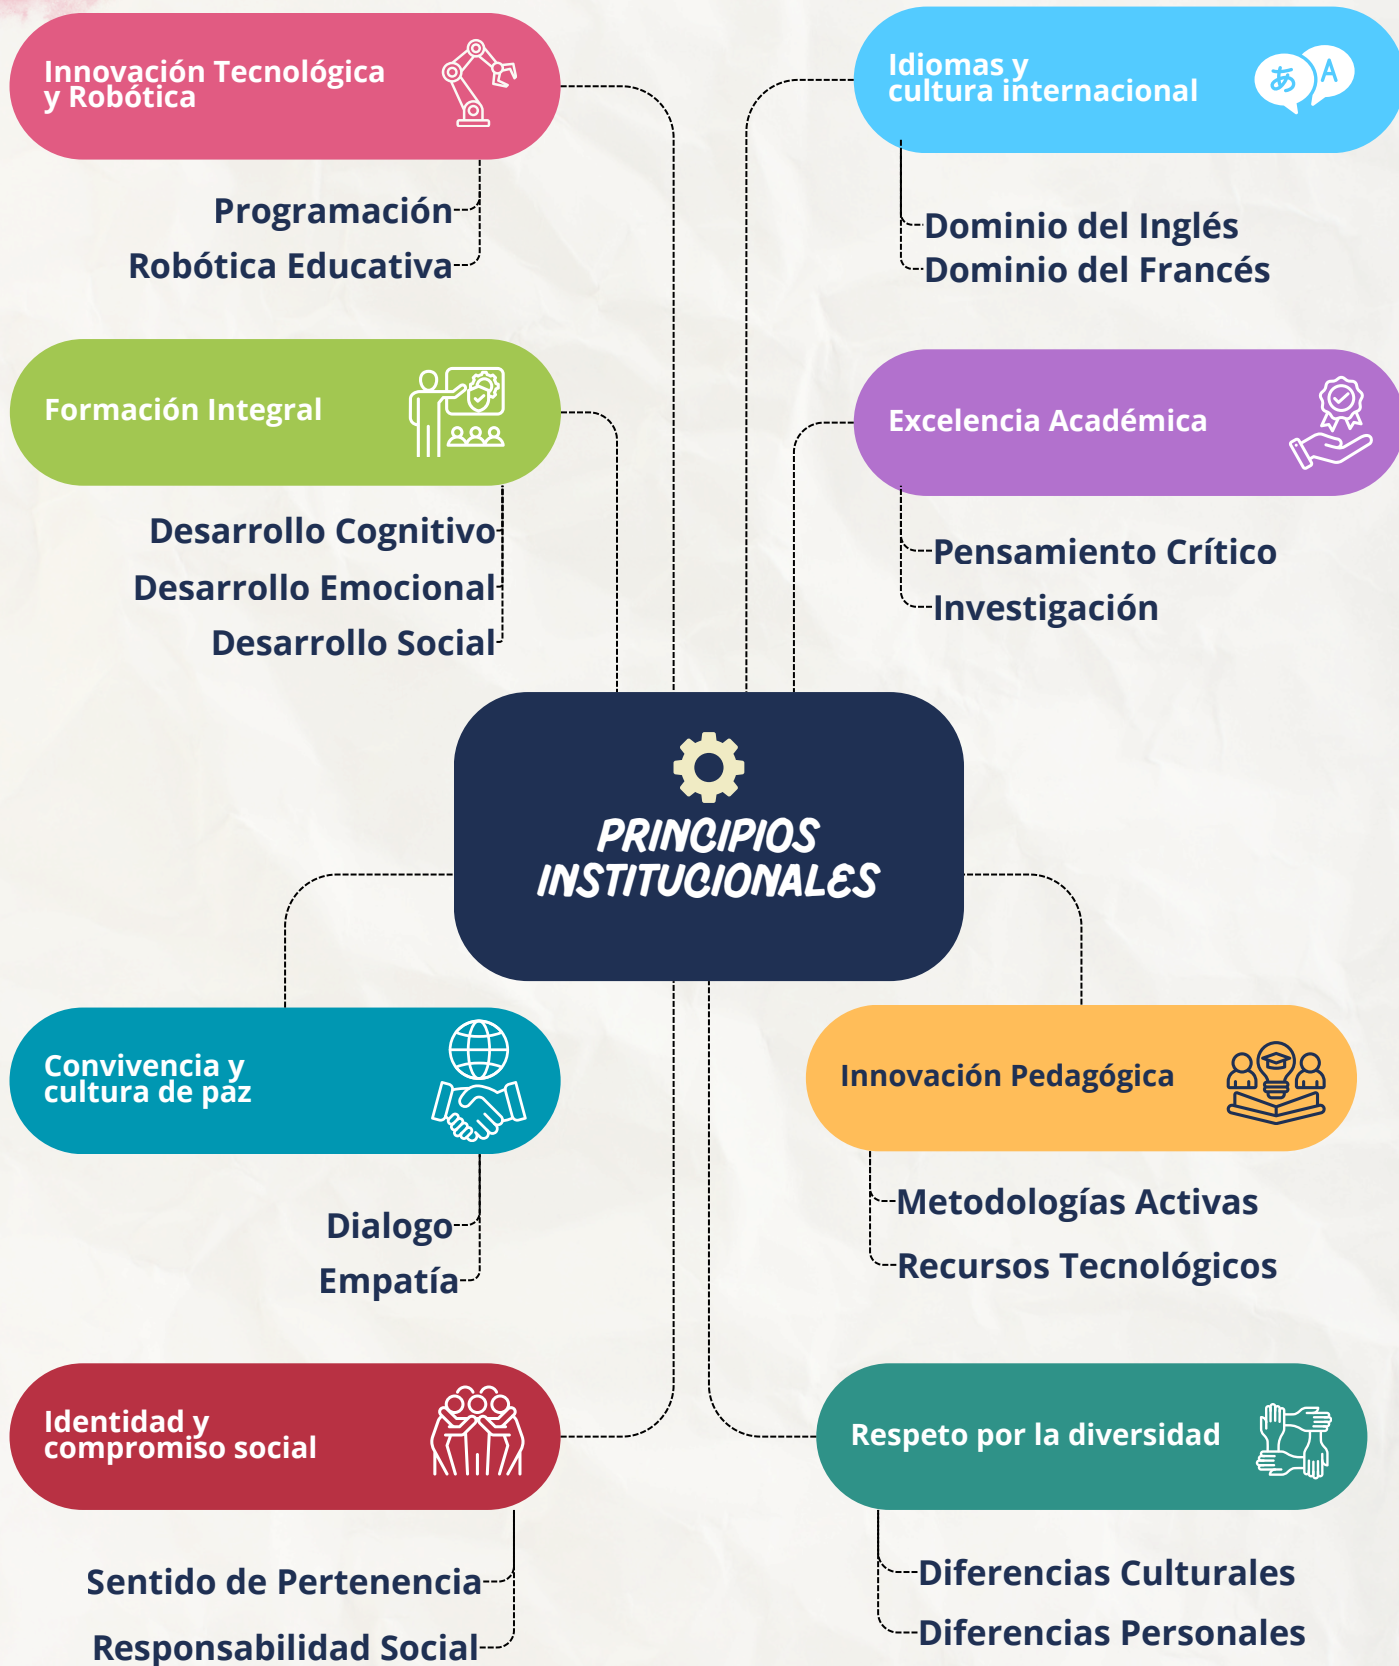 Innovación Tecnológica
y Robótica
Programación
Robótica Educativa
Idiomas y
cultura internacional
あ A
Dominio del Inglés
Dominio del Francés
Formación Integral
Desarrollo Cognitivo
Desarrollo Emocional
Desarrollo Social
Excelencia Académica
Pensamiento Crítico
Investigación
PRINCIPIOS
INSTITUCIONALES
Convivencia y
cultura de paz
Dialogo
Empatía
Innovación Pedagógica
Metodologías Activas
Recursos Tecnológicos
Identidad y
compromiso social
Sentido de Pertenencia
Responsabilidad Social
Respeto por la diversidad
Diferencias Culturales
Diferencias Personales